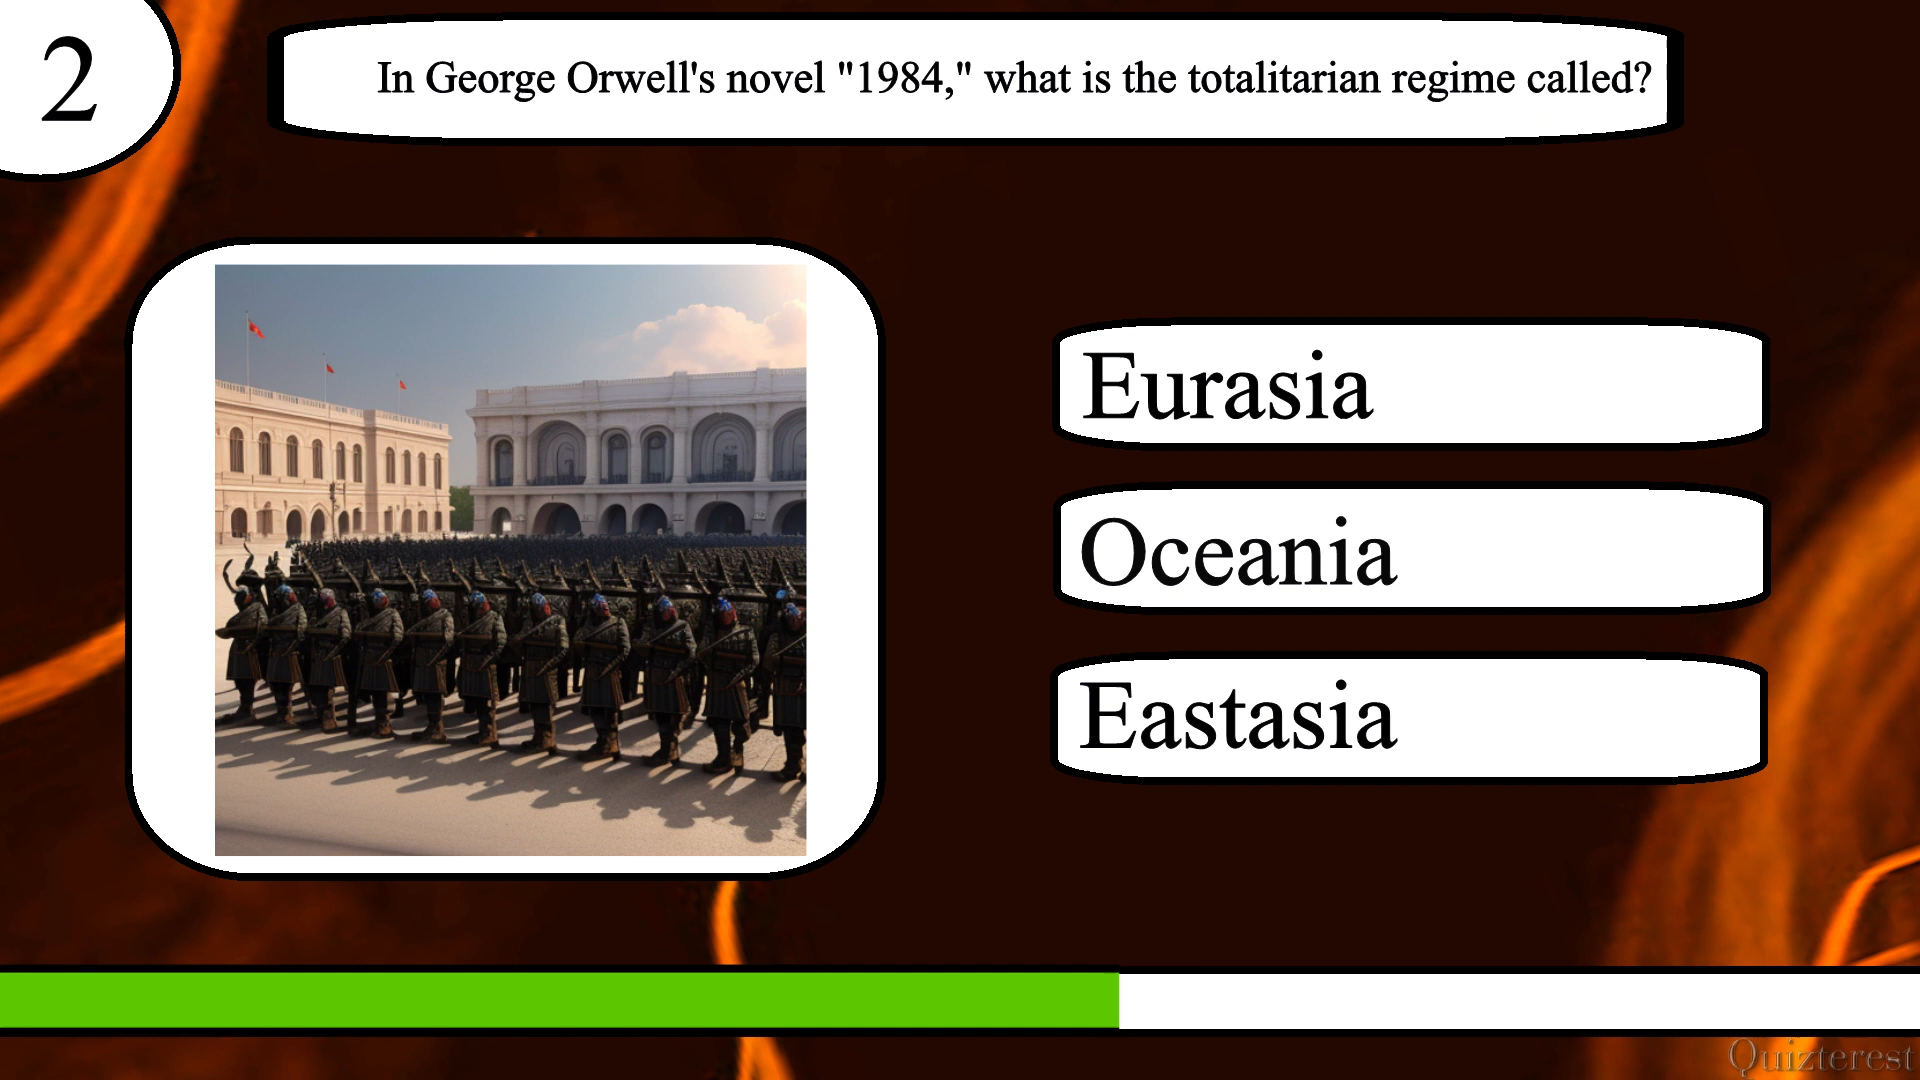 2
In George Orwell's novel "1984," what is the totalitarian regime called?
Eurasia
Oceania
Eastasia
Quizterest